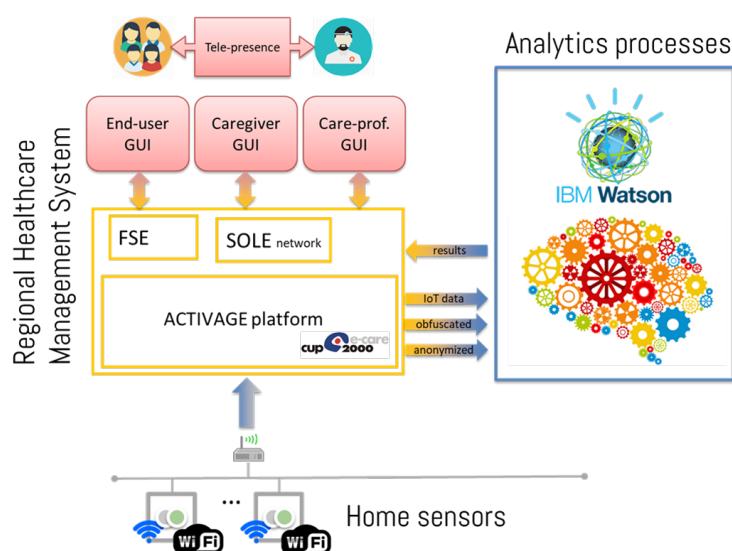 Tele-presence
Analytics processes
End-user
GUI
Caregiver
GUI
Care-prof.
GUI
IBM Watson
Regional Healthcare
Management System
FSE
SOLE network
results
ACTIVAGE platform
IoT data
obfuscated
anonymized
cup e-care
2000
...
Home sensors
Wi Fi
Wi Fi